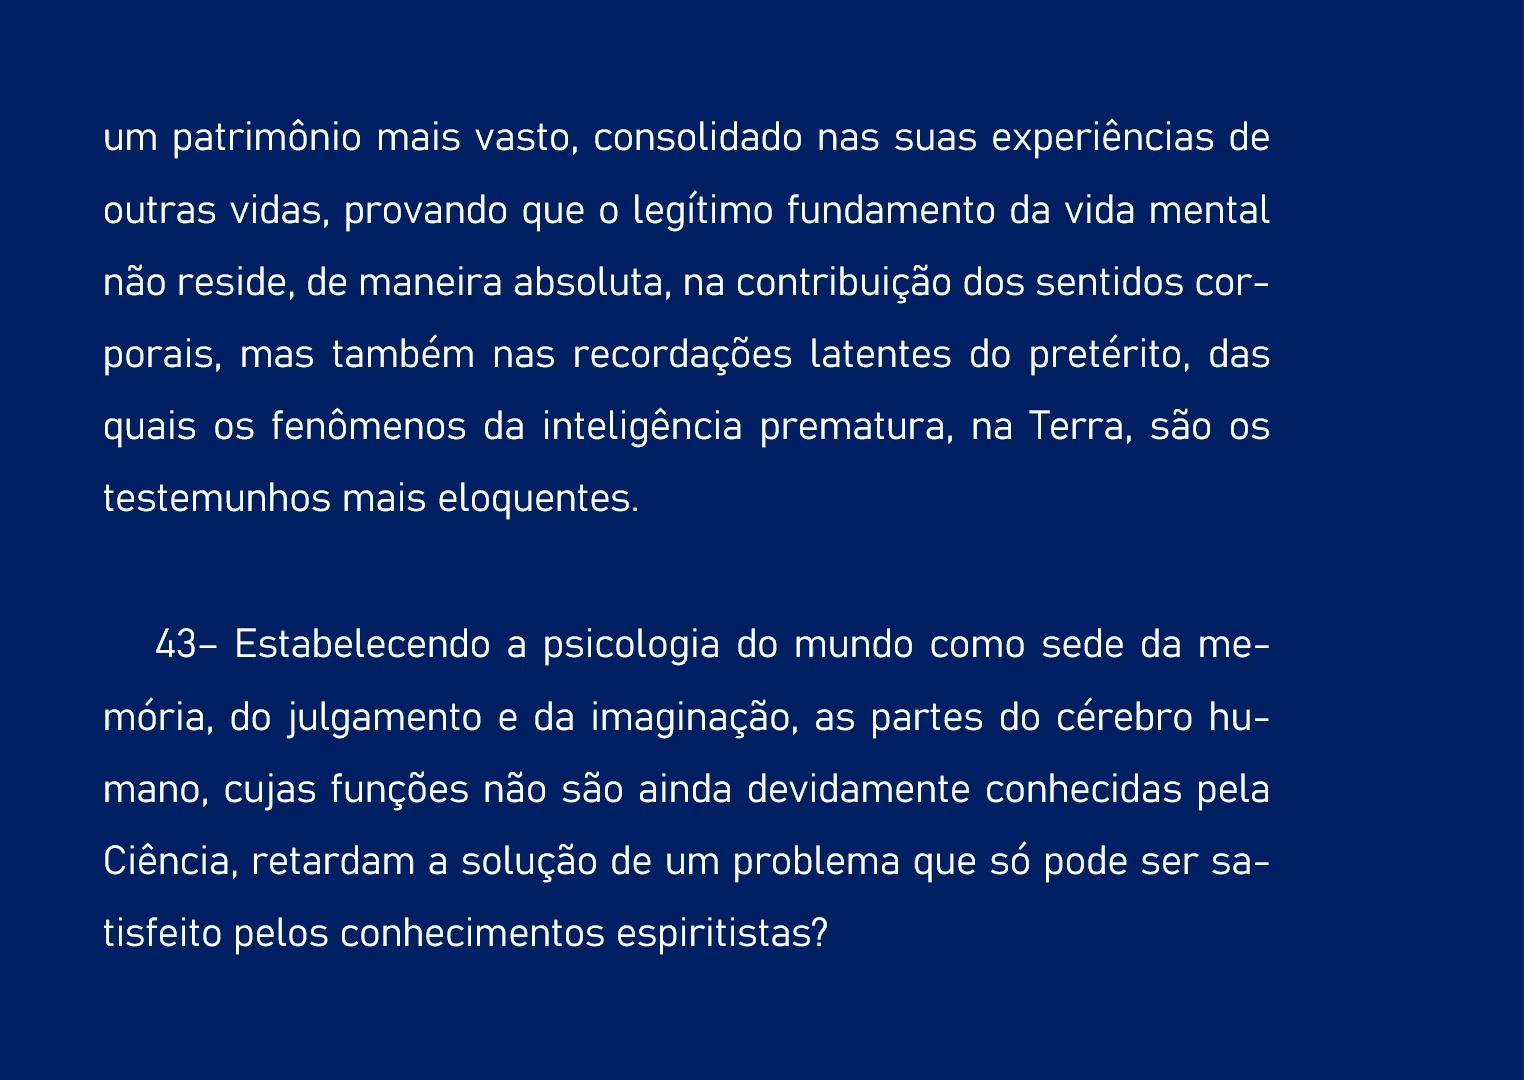 um patrimônio mais vasto, consolidado nas suas experiências de
outras vidas, provando que o legítimo fundamento da vida mental
não reside, de maneira absoluta, na contribuição dos sentidos cor-
porais, mas também nas recordações latentes do pretérito, das
quais os fenômenos da inteligência prematura, na Terra, são os
testemunhos mais eloquentes.
43– Estabelecendo a psicologia do mundo como sede da me-
mória, do julgamento e da imaginação, as partes do cérebro hu-
mano, cujas funções não são ainda devidamente conhecidas pela
Ciência, retardam a solução de um problema que só pode ser sa-
tisfeito pelos conhecimentos espiritistas?